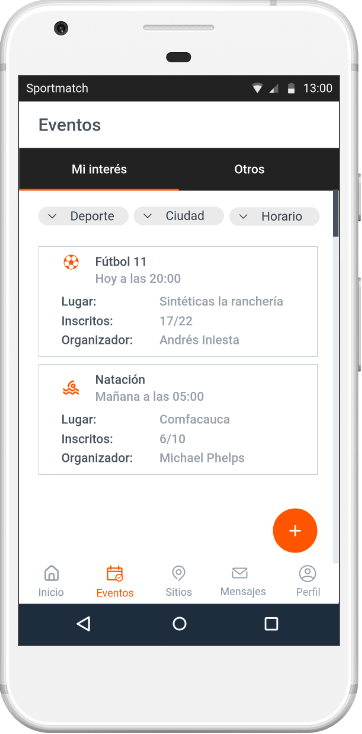 Sportmatch 13:00
Eventos
Mi interés Otros
Deporte Ciudad Horario
Fútbol 11
Hoy a las 20:00
Lugar: Sintéticas la ranchería
Inscritos: 17/22
Organizador: Andrés Iniesta
Natación
Mañana a las 05:00
Lugar: Comfacauca
Inscritos: 6/10
Organizador: Michael Phelps
+
Inicio Eventos Sitios Mensajes Perfil